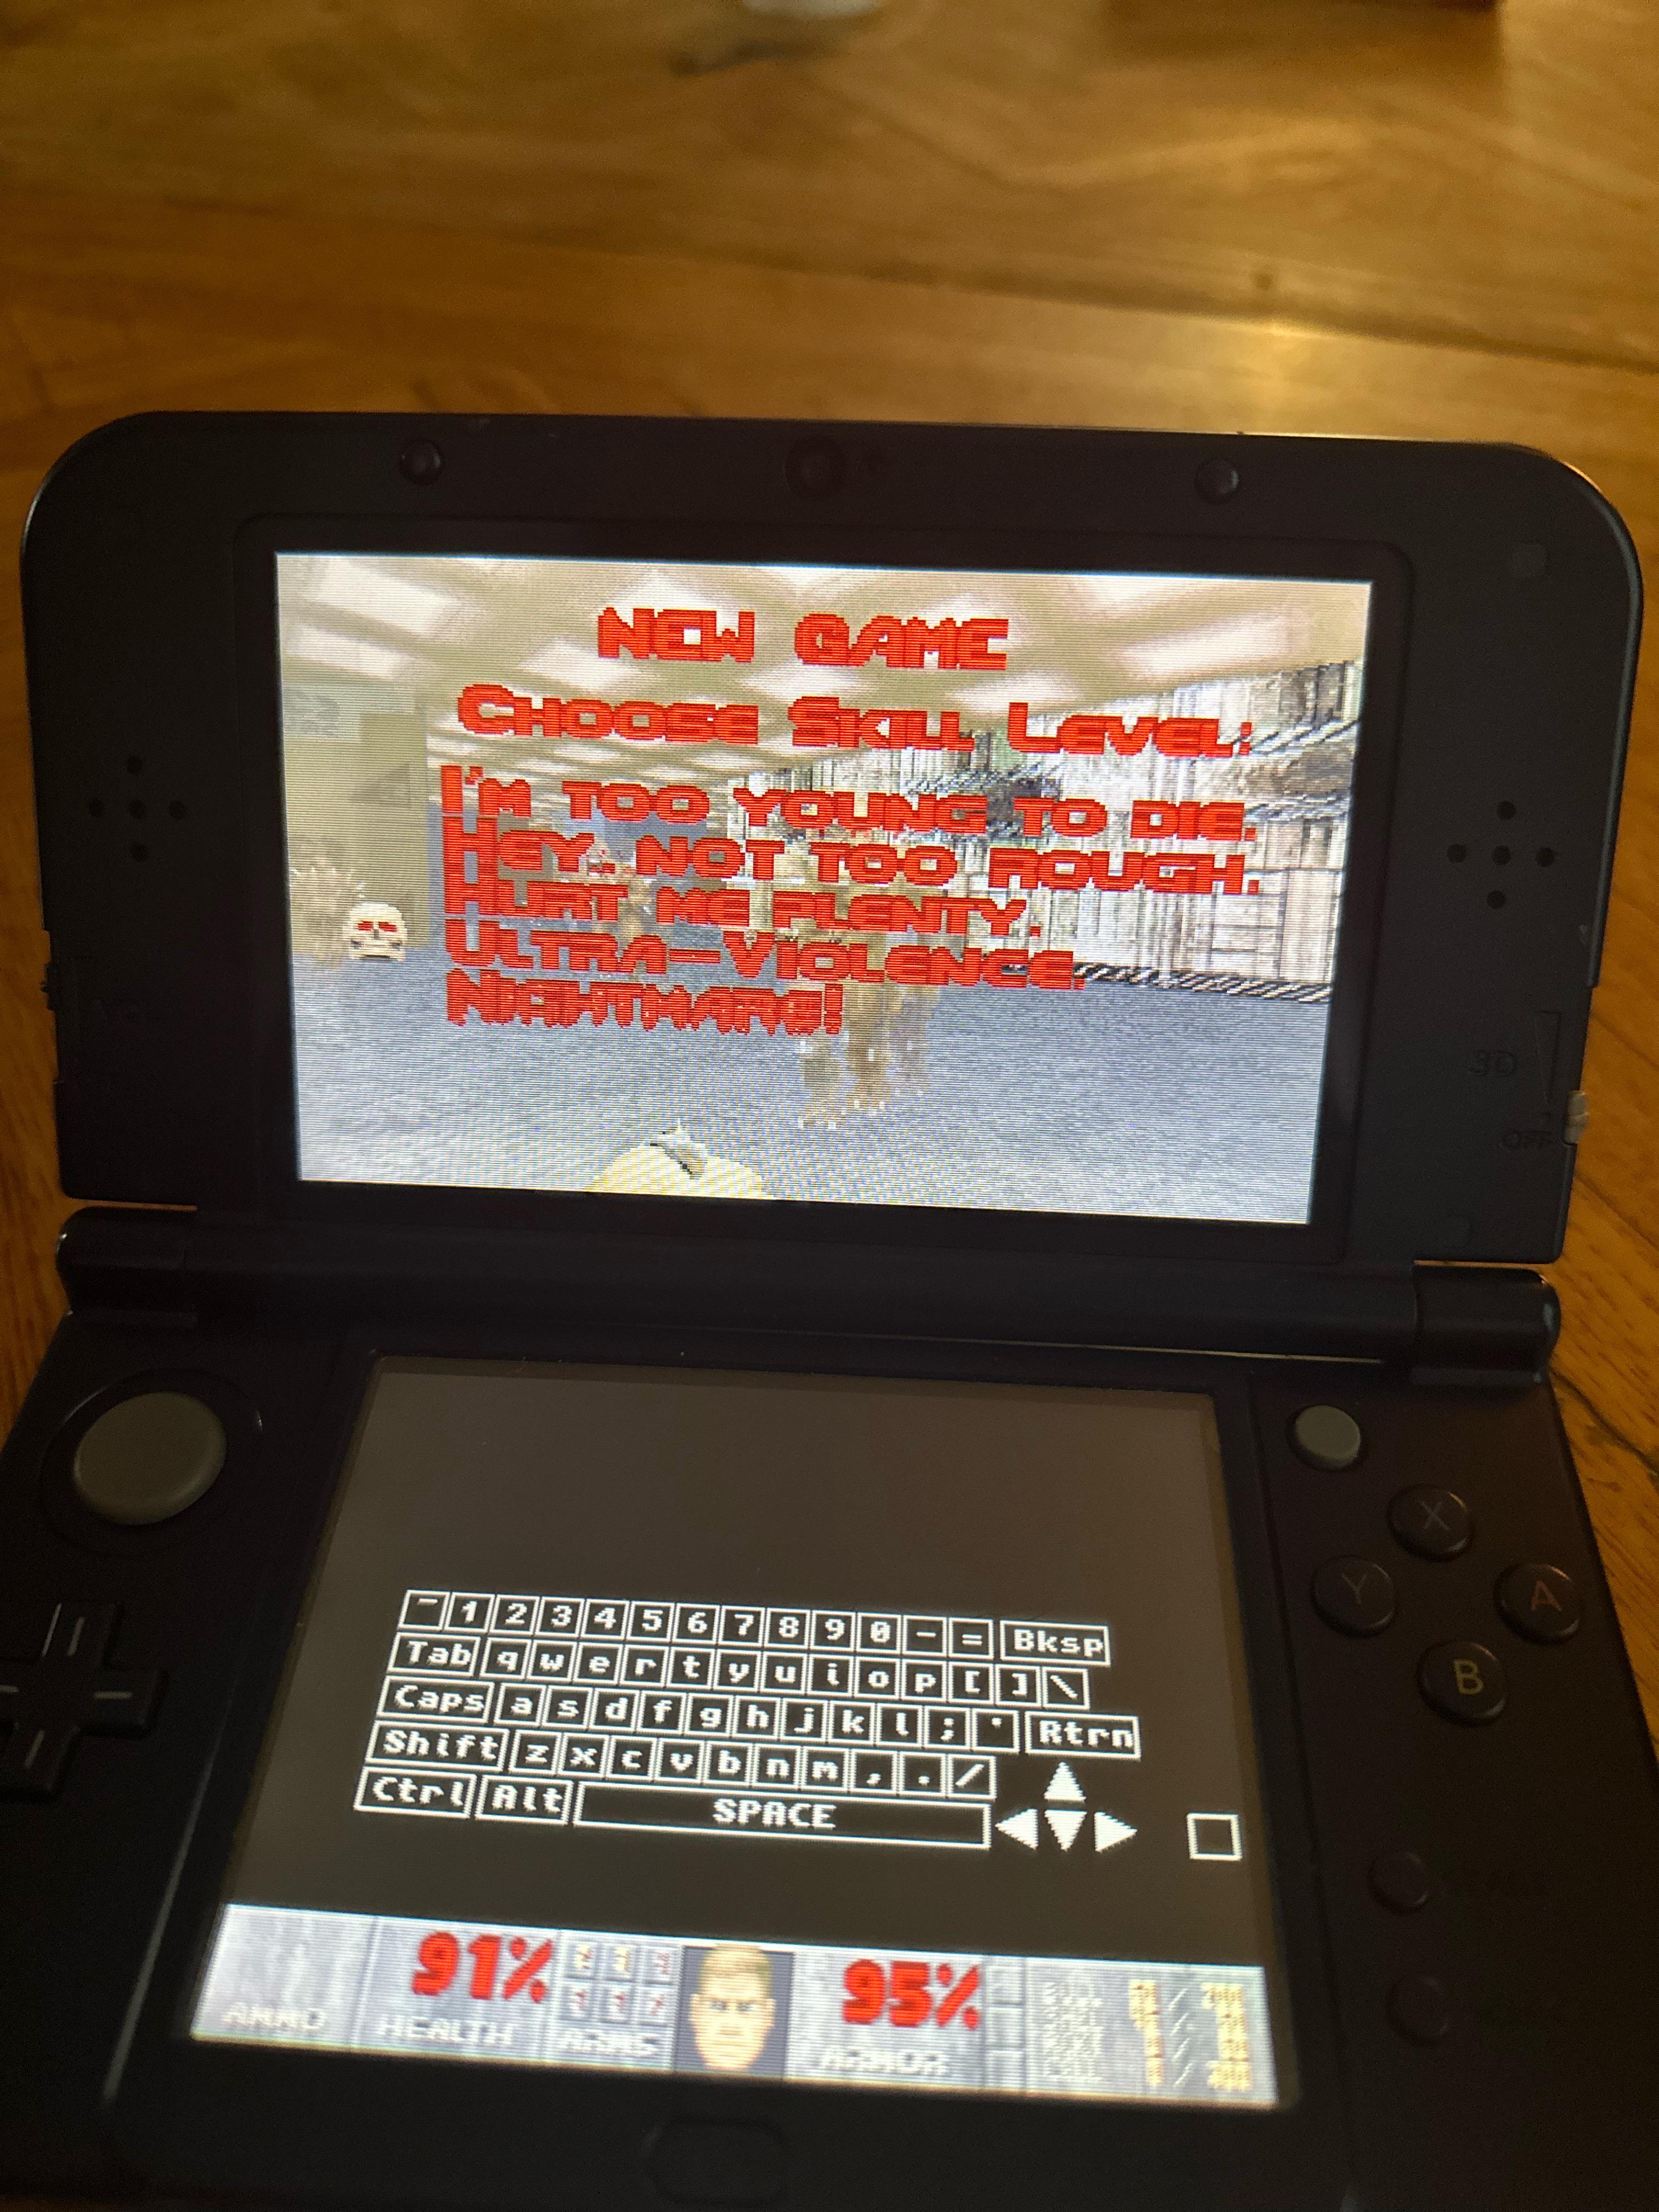 NEW GAME
Choose Skill Level:
I'm too young to die.
Hey, not too rough.
Hurt me plenty.
Ultra-Violence.
Nightmare!
3D
OFF
X
Y
A
B
~ 1 2 3 4 5 6 7 8 9 0 - = Bksp
Tab q w e r t y u i o p [ ] \
Caps a s d f g h j k l ; ' Rtrn
Shift z x c v b n m , . /
Ctrl Alt SPACE
91% 95%
AMMO HEALTH ARMS ARMOR